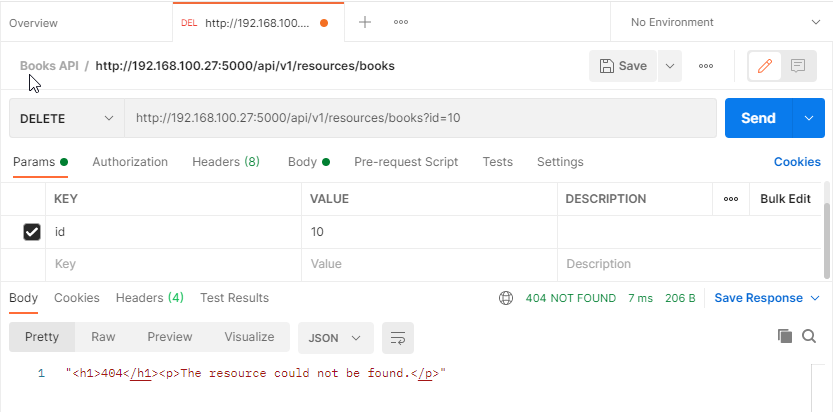 Overview DEL http://192.168.100.... No Environment
Books API / http://192.168.100.27:5000/api/v1/resources/books Save
DELETE http://192.168.100.27:5000/api/v1/resources/books?id=10 Send
Params Authorization Headers (8) Body Pre-request Script Tests Settings Cookies
KEY VALUE DESCRIPTION Bulk Edit
id 10
Key Value Description
Body Cookies Headers (4) Test Results 404 NOT FOUND 7 ms 206 B Save Response
Pretty Raw Preview Visualize JSON
1 "<h1>404</h1><p>The resource could not be found.</p>"